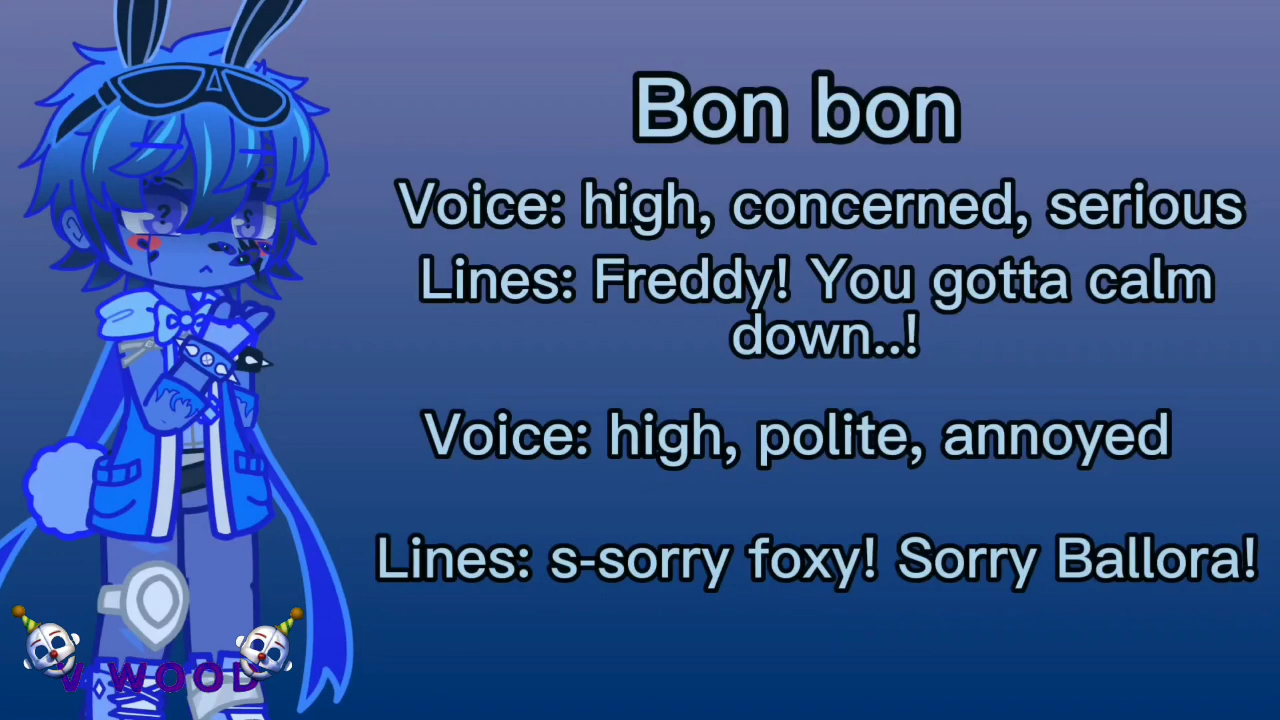 Bon bon
Voice: high, concerned, serious
Lines: Freddy! You gotta calm
down..!
Voice: high, polite, annoyed
Lines: s-sorry foxy! Sorry Ballora!
V WOOD